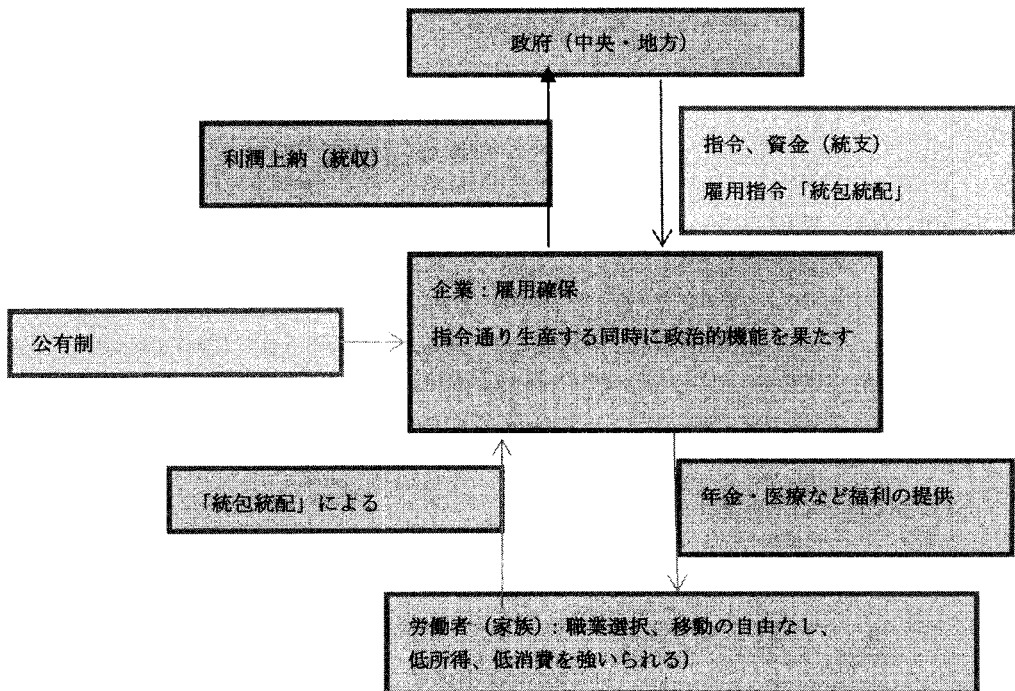 政府（中央・地方）
利潤上納（統収）
指令、資金（統支）
雇用指令「統包統配」
企業：雇用確保
指令通り生産する同時に政治的機能を果たす
公有制
「統包統配」による
年金・医療など福利の提供
労働者（家族）：職業選択、移動の自由なし、
低所得、低消費を強いられる）